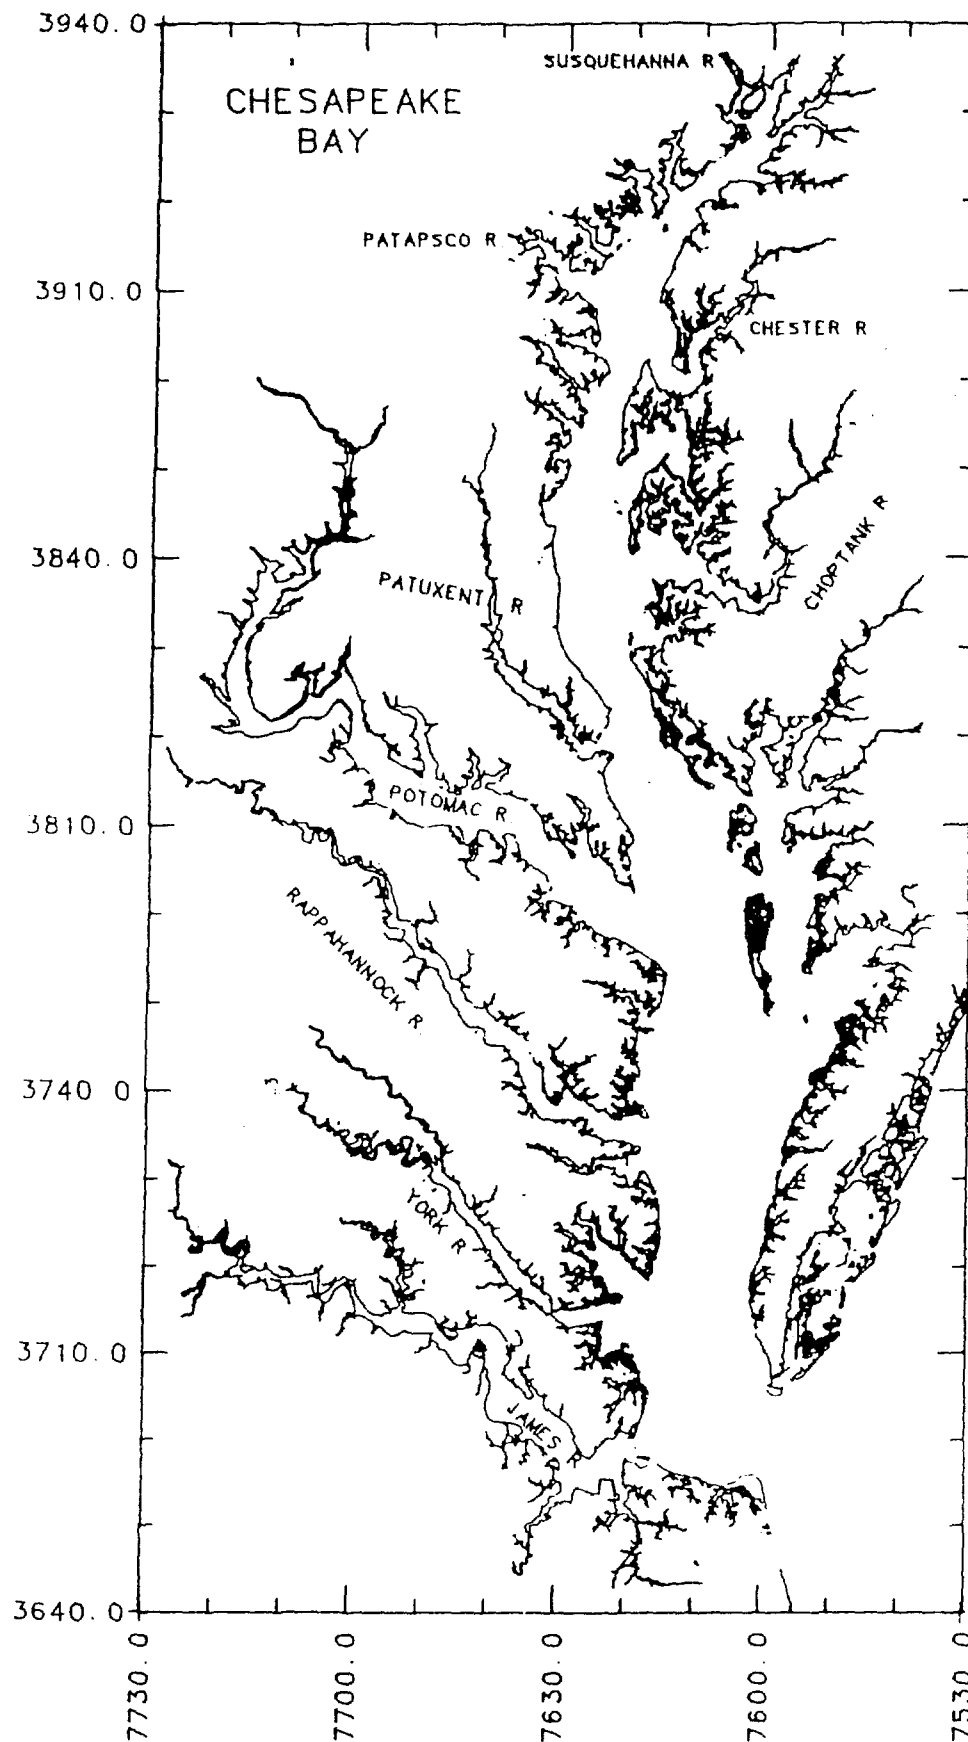 3940.0
SUSQUEHANNA R
CHESAPEAKE
BAY
PATAPSCO R
3910.0
CHESTER R
3840.0
CHOPTANK R
PATUXENT R
POTOMAC R
3810.0
RAPPAHANNOCK R
3740 0
YORK R
3710.0
JAMES R
3640.0
7730.0
7700.0
7630.0
7600.0
7530.0